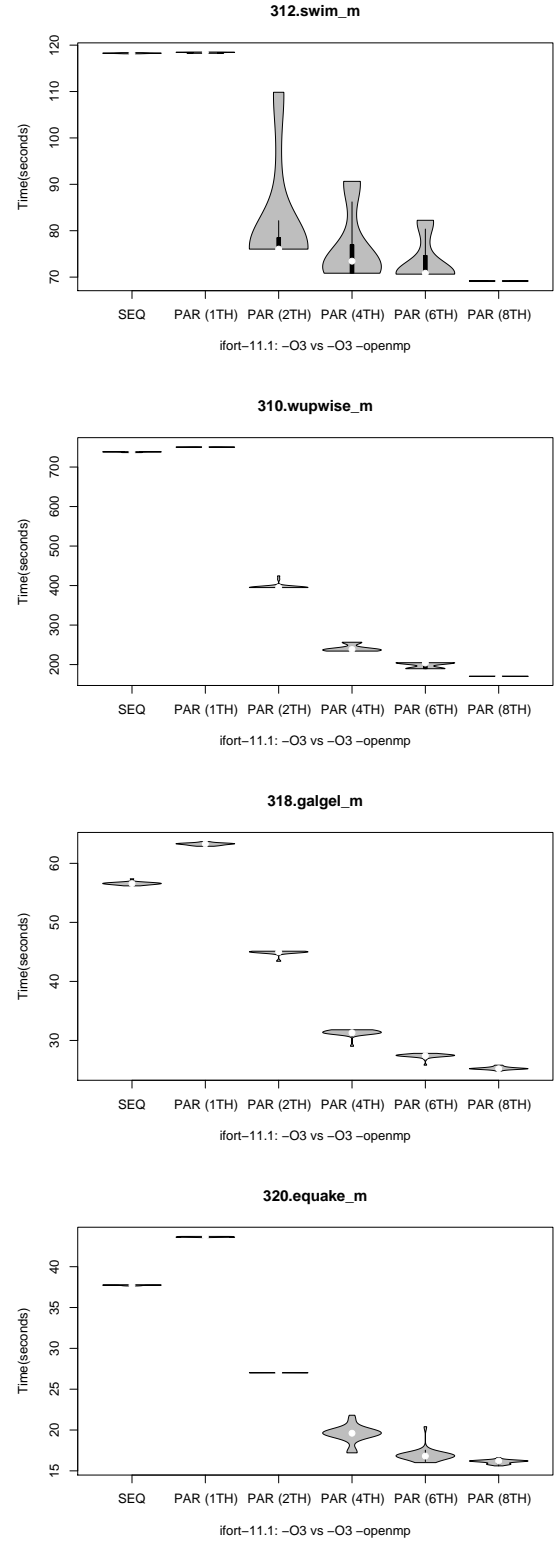 312.swim_m
120
110
100
90
80
70
Time(seconds)
SEQ PAR (1TH) PAR (2TH) PAR (4TH) PAR (6TH) PAR (8TH)
ifort−11.1: −O3 vs −O3 −openmp
310.wupwise_m
700
600
500
400
300
200
Time(seconds)
SEQ PAR (1TH) PAR (2TH) PAR (4TH) PAR (6TH) PAR (8TH)
ifort−11.1: −O3 vs −O3 −openmp
318.galgel_m
60
50
40
30
Time(seconds)
SEQ PAR (1TH) PAR (2TH) PAR (4TH) PAR (6TH) PAR (8TH)
ifort−11.1: −O3 vs −O3 −openmp
320.equake_m
40
35
30
25
20
15
Time(seconds)
SEQ PAR (1TH) PAR (2TH) PAR (4TH) PAR (6TH) PAR (8TH)
ifort−11.1: −O3 vs −O3 −openmp